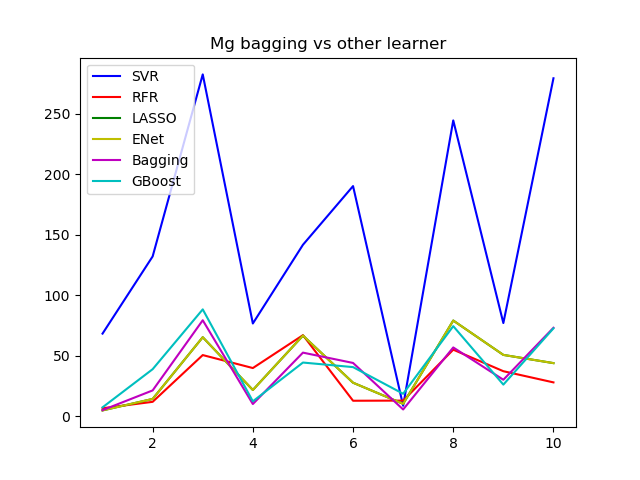 Mg bagging vs other learner
SVR
RFR
LASSO
ENet
Bagging
GBoost
250
200
150
100
50
0
2 4 6 8 10